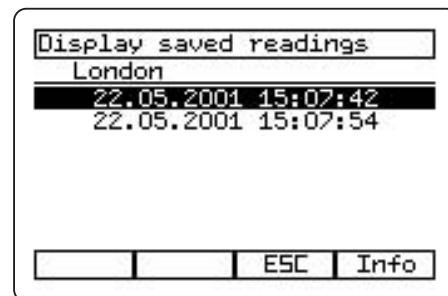 Display saved readings
London
22.05.2001 15:07:42
22.05.2001 15:07:54
ESC Info